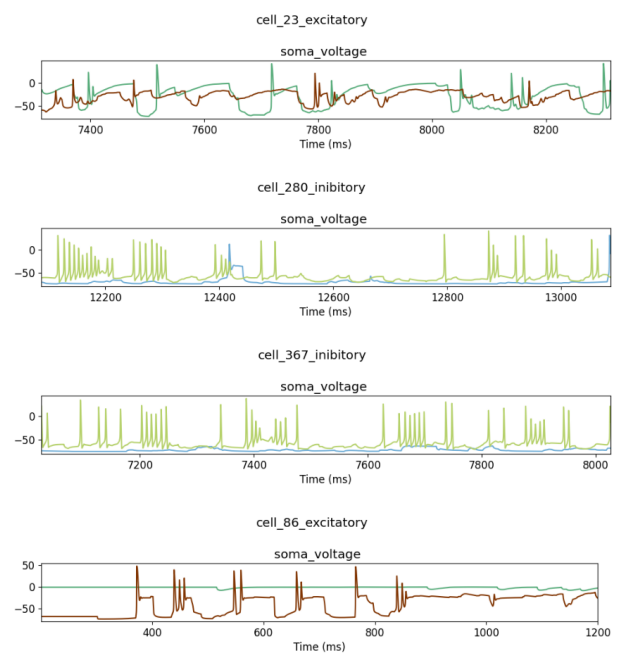 cell_23_excitatory
soma_voltage
0
−50
7400 7600 7800 8000 8200
Time (ms)
cell_280_inibitory
soma_voltage
0
−50
12200 12400 12600 12800 13000
Time (ms)
cell_367_inibitory
soma_voltage
0
−50
7200 7400 7600 7800 8000
Time (ms)
cell_86_excitatory
soma_voltage
50
0
−50
400 600 800 1000 1200
Time (ms)